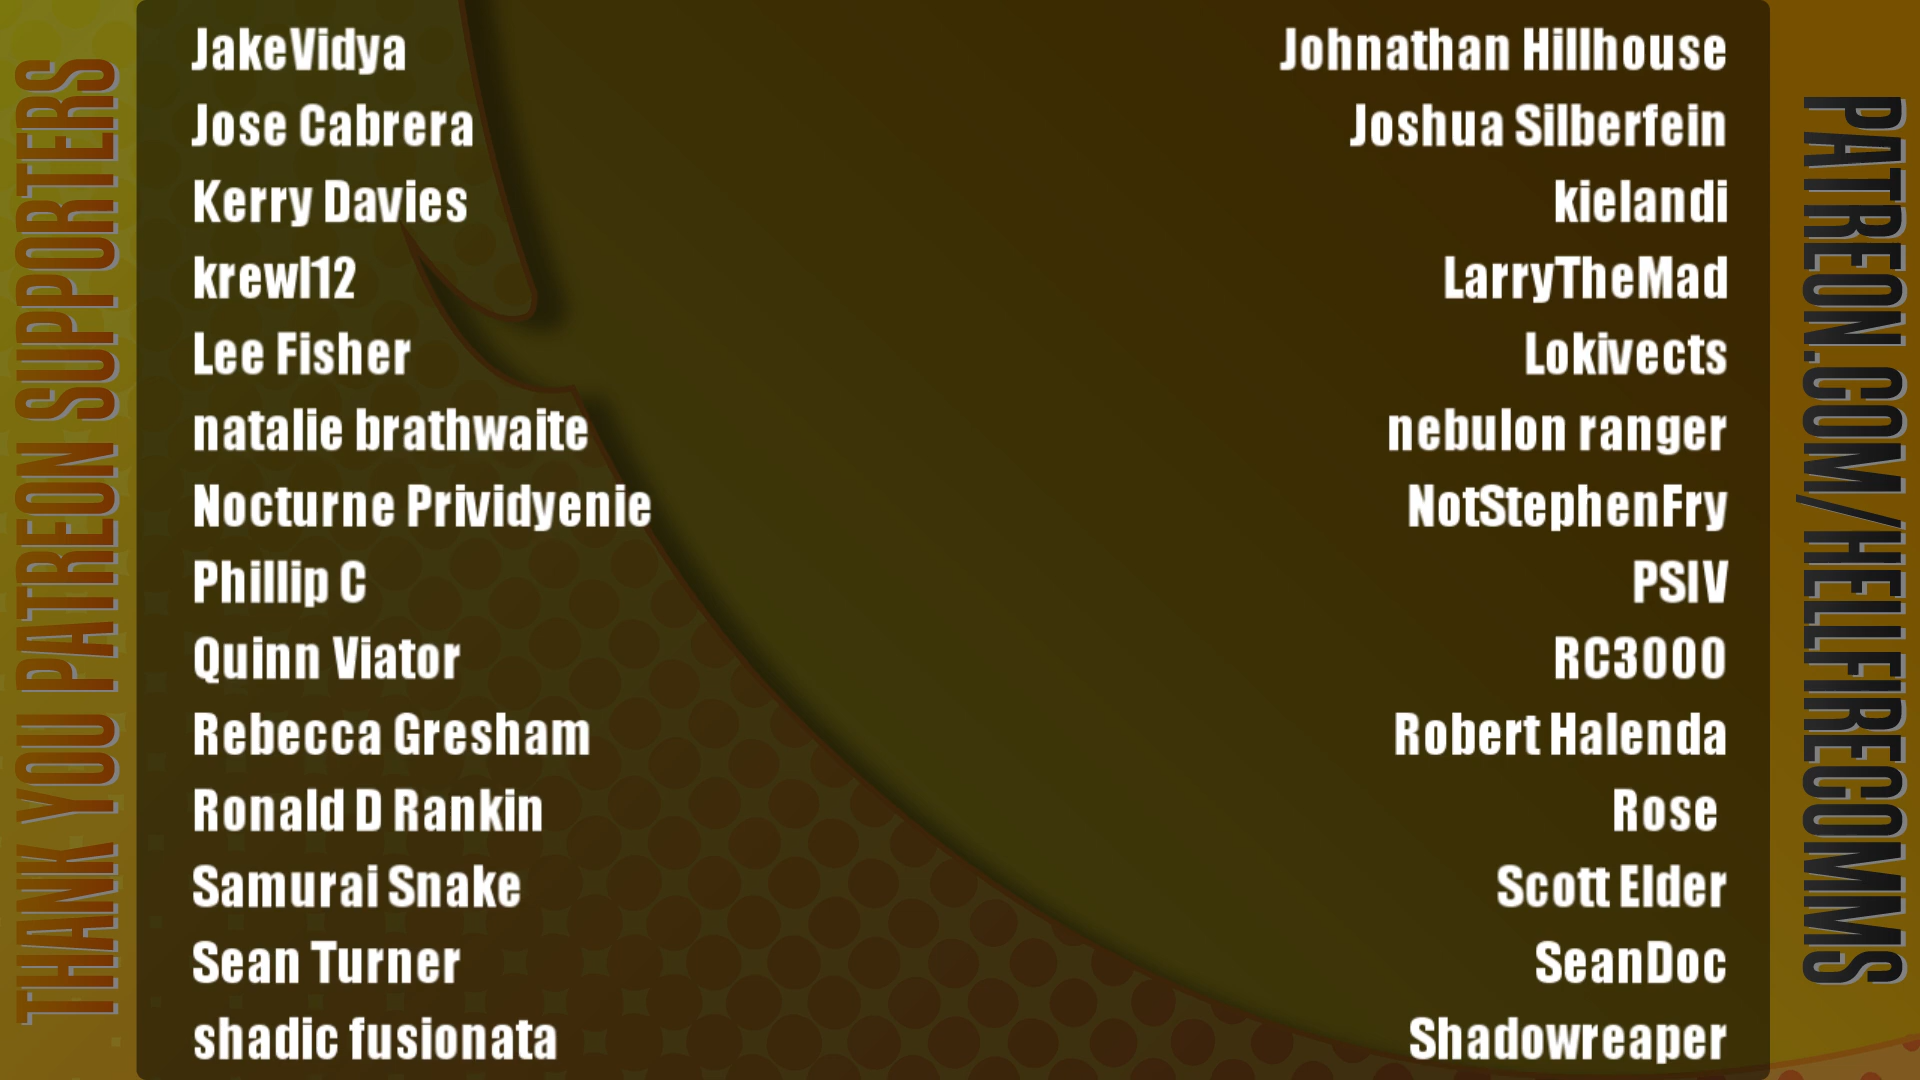 THANK YOU PATREON SUPPORTERS
JakeVidya
Jose Cabrera
Kerry Davies
krewl12
Lee Fisher
natalie brathwaite
Nocturne Prividyenie
Phillip C
Quinn Viator
Rebecca Gresham
Ronald D Rankin
Samurai Snake
Sean Turner
shadic fusionata
Johnathan Hillhouse
Joshua Silberfein
kielandi
LarryTheMad
Lokivects
nebulon ranger
NotStephenFry
PSIV
RC3000
Robert Halenda
Rose
Scott Elder
SeanDoc
Shadowreaper
PATREON.COM/HELLFIRECOMMS